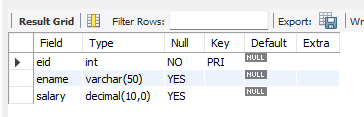 Result Grid Filter Rows: Export: Wr
Field Type Null Key Default Extra
eid int NO PRI NULL
ename varchar(50) YES NULL
salary decimal(10,0) YES NULL